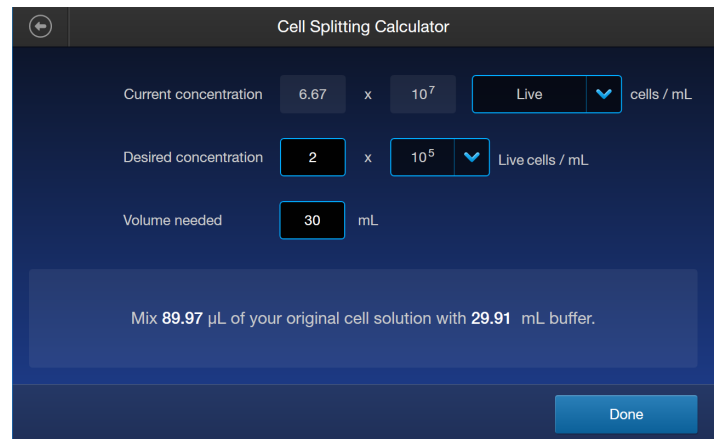 Cell Splitting Calculator
Current concentration 6.67 x 10⁷ Live cells / mL
Desired concentration 2 x 10⁵ Live cells / mL
Volume needed 30 mL
Mix 89.97 µL of your original cell solution with 29.91 mL buffer.
Done